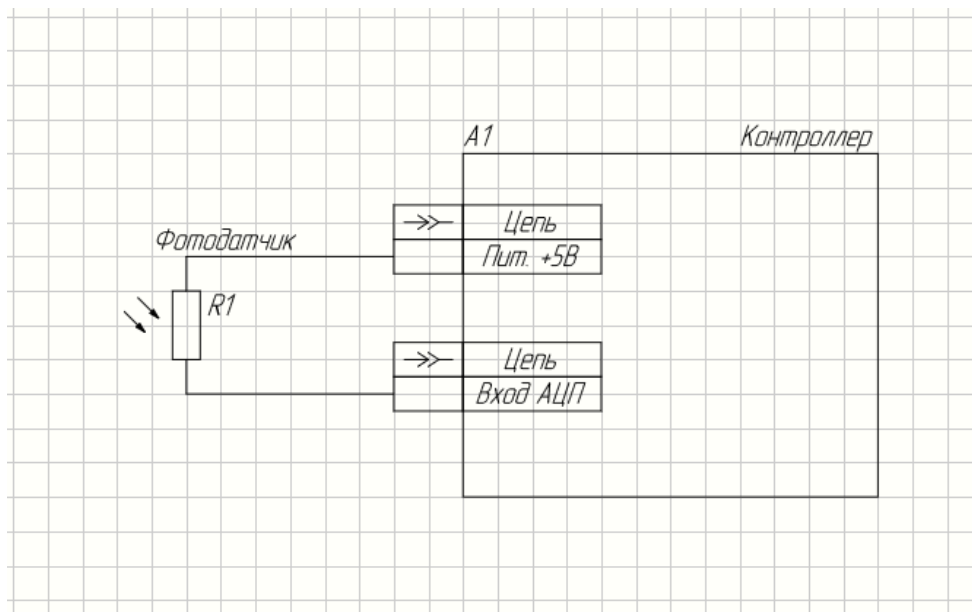 A1
Контроллер
Цепь
Пит. +5В
Фотодатчик
R1
Цепь
Вход АЦП